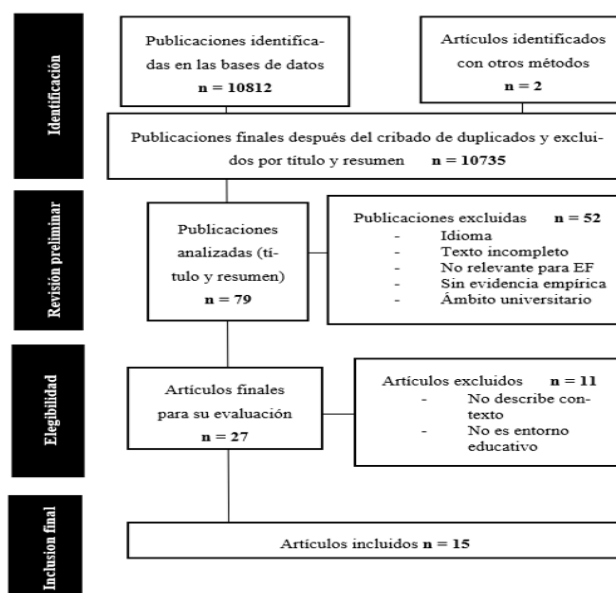 Identificación
Publicaciones identifica-
das en las bases de datos
n = 10812
Artículos identificados
con otros métodos
n = 2
Publicaciones finales después del cribado de duplicados y exclui-
dos por título y resumen n = 10735
Revisión preliminar
Publicaciones
analizadas (tí-
tulo y resumen)
n = 79
Publicaciones excluidas n = 52
- Idioma
- Texto incompleto
- No relevante para EF
- Sin evidencia empírica
- Ámbito universitario
Elegibilidad
Artículos finales
para su evaluación
n = 27
Artículos excluidos n = 11
- No describe con-
texto
- No es entorno
educativo
Inclusion final
Artículos incluidos n = 15